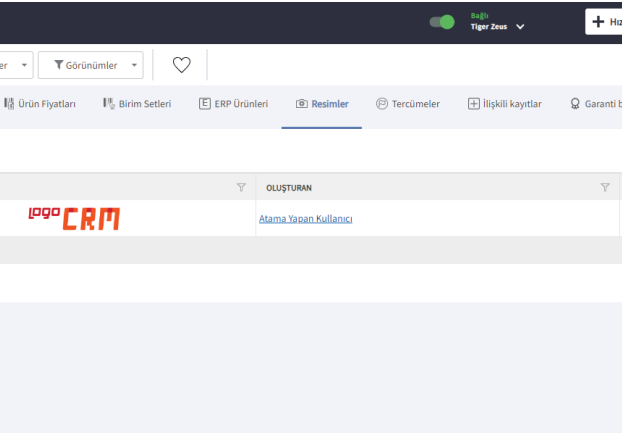 Bağlı
Tiger Zeus
Hız
er
Görünümler
Ürün Fiyatları
Birim Setleri
E ERP Ürünleri
Resimler
Tercümeler
İlişkili kayıtlar
Garanti b
OLUŞTURAN
logo CRM
Atama Yapan Kullanıcı